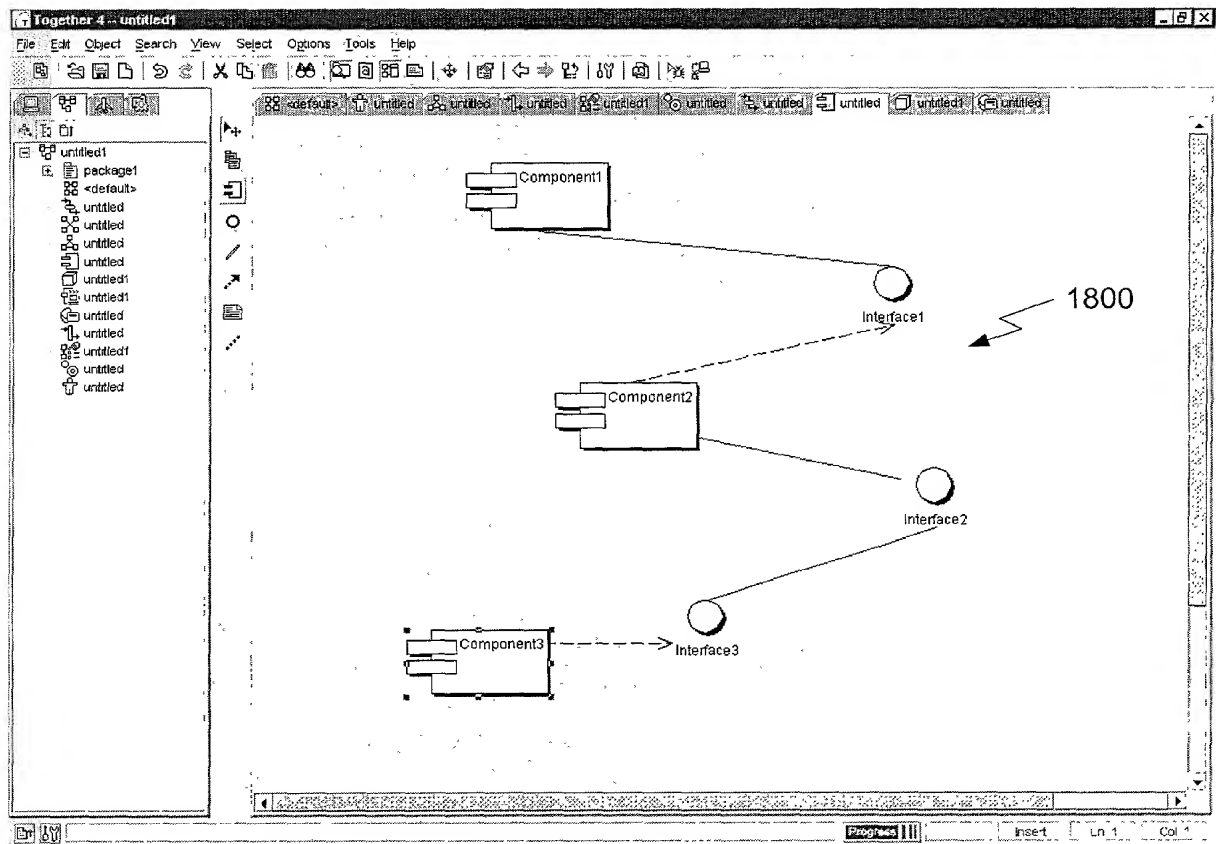 Together 4 -- untitled1
File Edit Object Search View Select Options Tools Help
<default> untitled untitled untitled untitled1 untitled untitled untitled untitled1 untitled
untitled1
package1
<default>
untitled
untitled
untitled
untitled
untitled1
untitled1
untitled
untitled
untitled1
untitled
untitled
Component1
Interface1
1800
Component2
Interface2
Component3
Interface3
Progress Insert Ln 1 Col 1